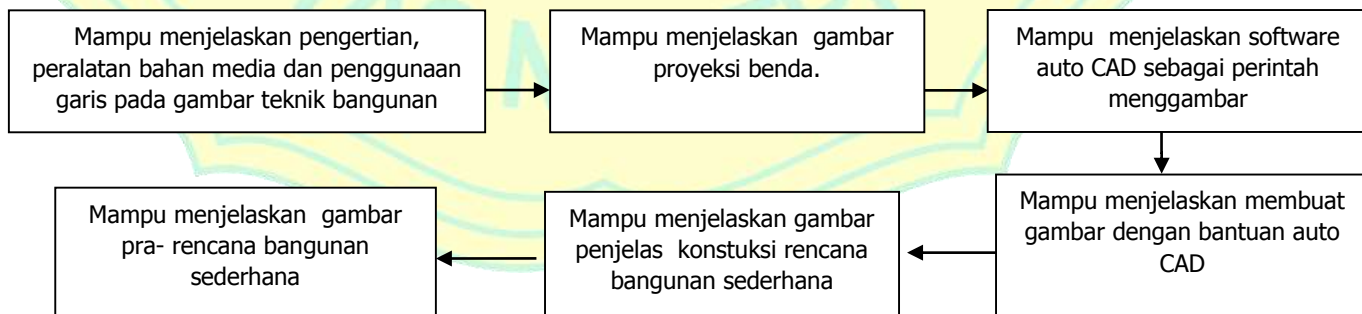 Mampu menjelaskan pengertian,
peralatan bahan media dan penggunaan
garis pada gambar teknik bangunan
Mampu menjelaskan gambar
proyeksi benda.
Mampu menjelaskan software
auto CAD sebagai perintah
menggambar
Mampu menjelaskan membuat
gambar dengan bantuan auto
CAD
Mampu menjelaskan gambar
penjelas konstuksi rencana
bangunan sederhana
Mampu menjelaskan gambar
pra- rencana bangunan
sederhana